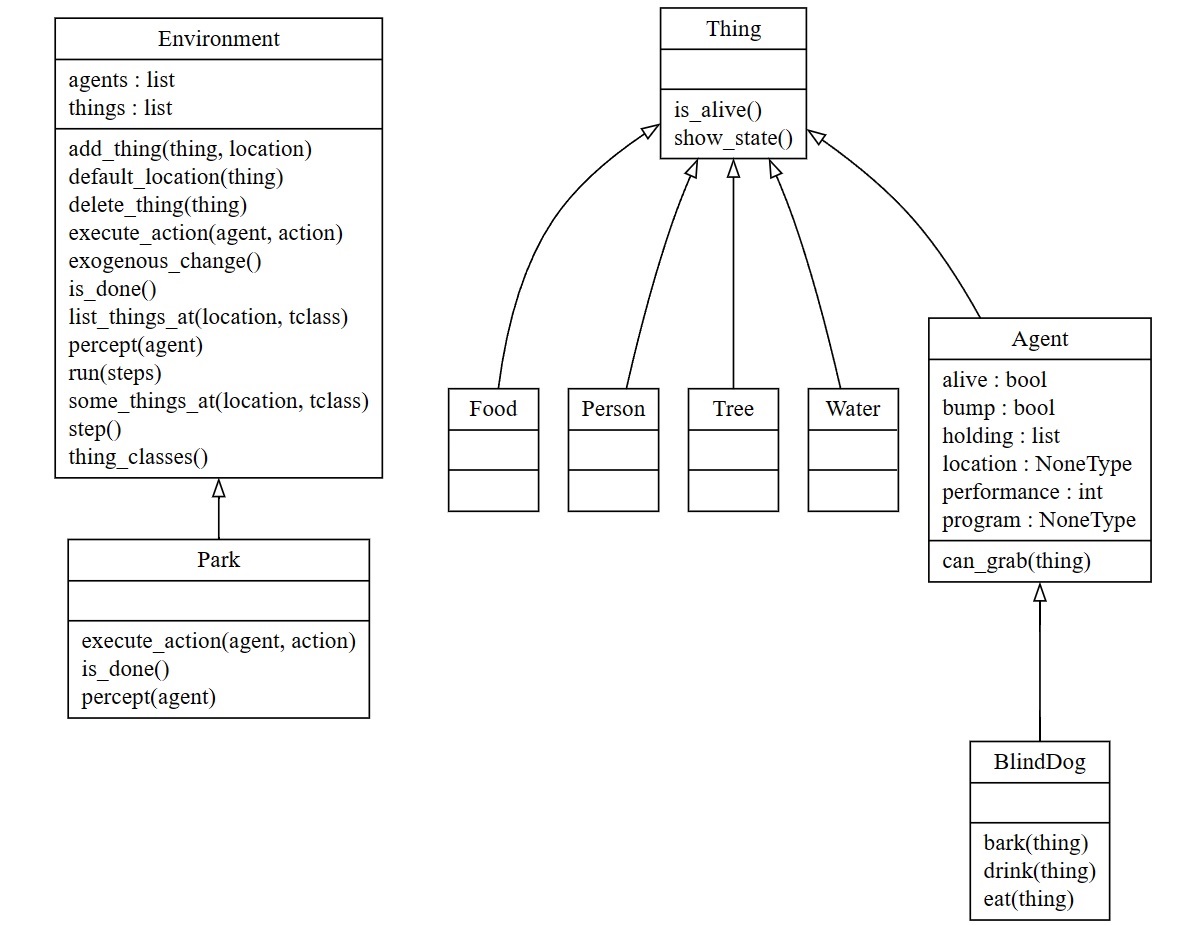 Environment
agents : list
things : list
add_thing(thing, location)
default_location(thing)
delete_thing(thing)
execute_action(agent, action)
exogenous_change()
is_done()
list_things_at(location, tclass)
percept(agent)
run(steps)
some_things_at(location, tclass)
step()
thing_classes()
Park
execute_action(agent, action)
is_done()
percept(agent)
Thing
is_alive()
show_state()
Food
Person
Tree
Water
Agent
alive : bool
bump : bool
holding : list
location : NoneType
performance : int
program : NoneType
can_grab(thing)
BlindDog
bark(thing)
drink(thing)
eat(thing)